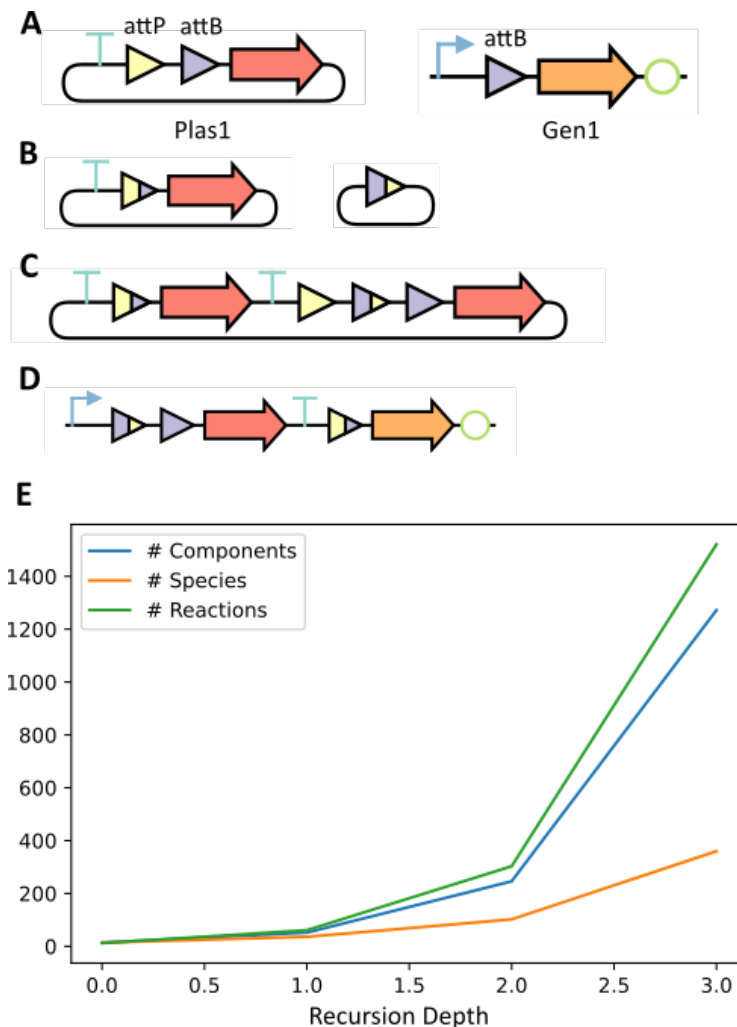 A
attP attB
attB
Plas1
Gen1
B
C
D
E
# Components
# Species
# Reactions
1400
1200
1000
800
600
400
200
0
0.0 0.5 1.0 1.5 2.0 2.5 3.0
Recursion Depth